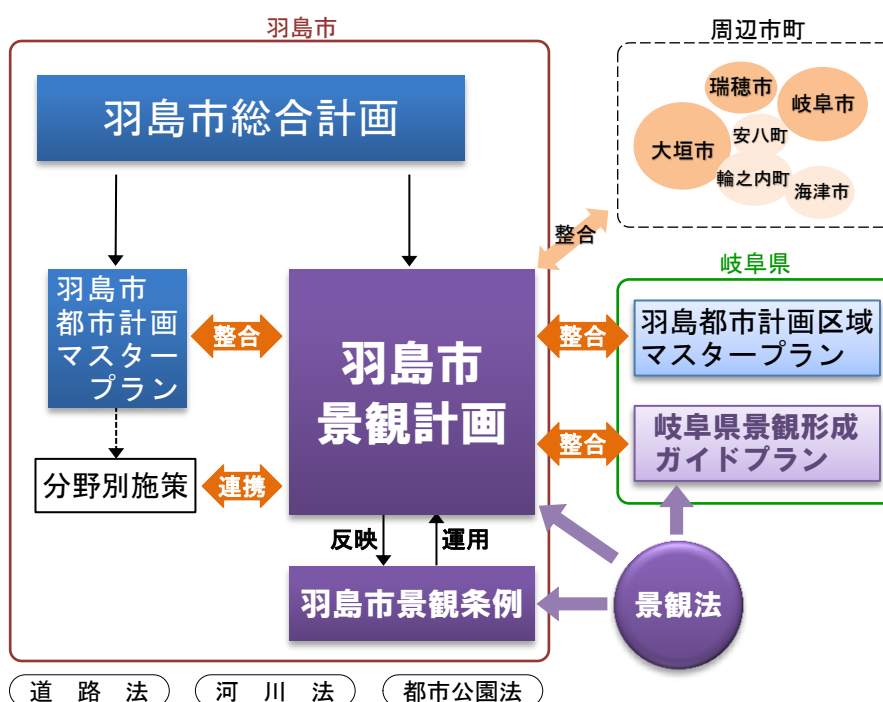 羽島市
周辺市町
羽島市総合計画
瑞穂市
岐阜市
大垣市
安八町
輪之内町
海津市
整合
岐阜県
羽島市
都市計画
マスター
プラン
整合
羽島市
景観計画
整合
羽島都市計画区域
マスタープラン
整合
岐阜県景観形成
ガイドプラン
分野別施策
連携
反映
運用
羽島市景観条例
景観法
道路法
河川法
都市公園法